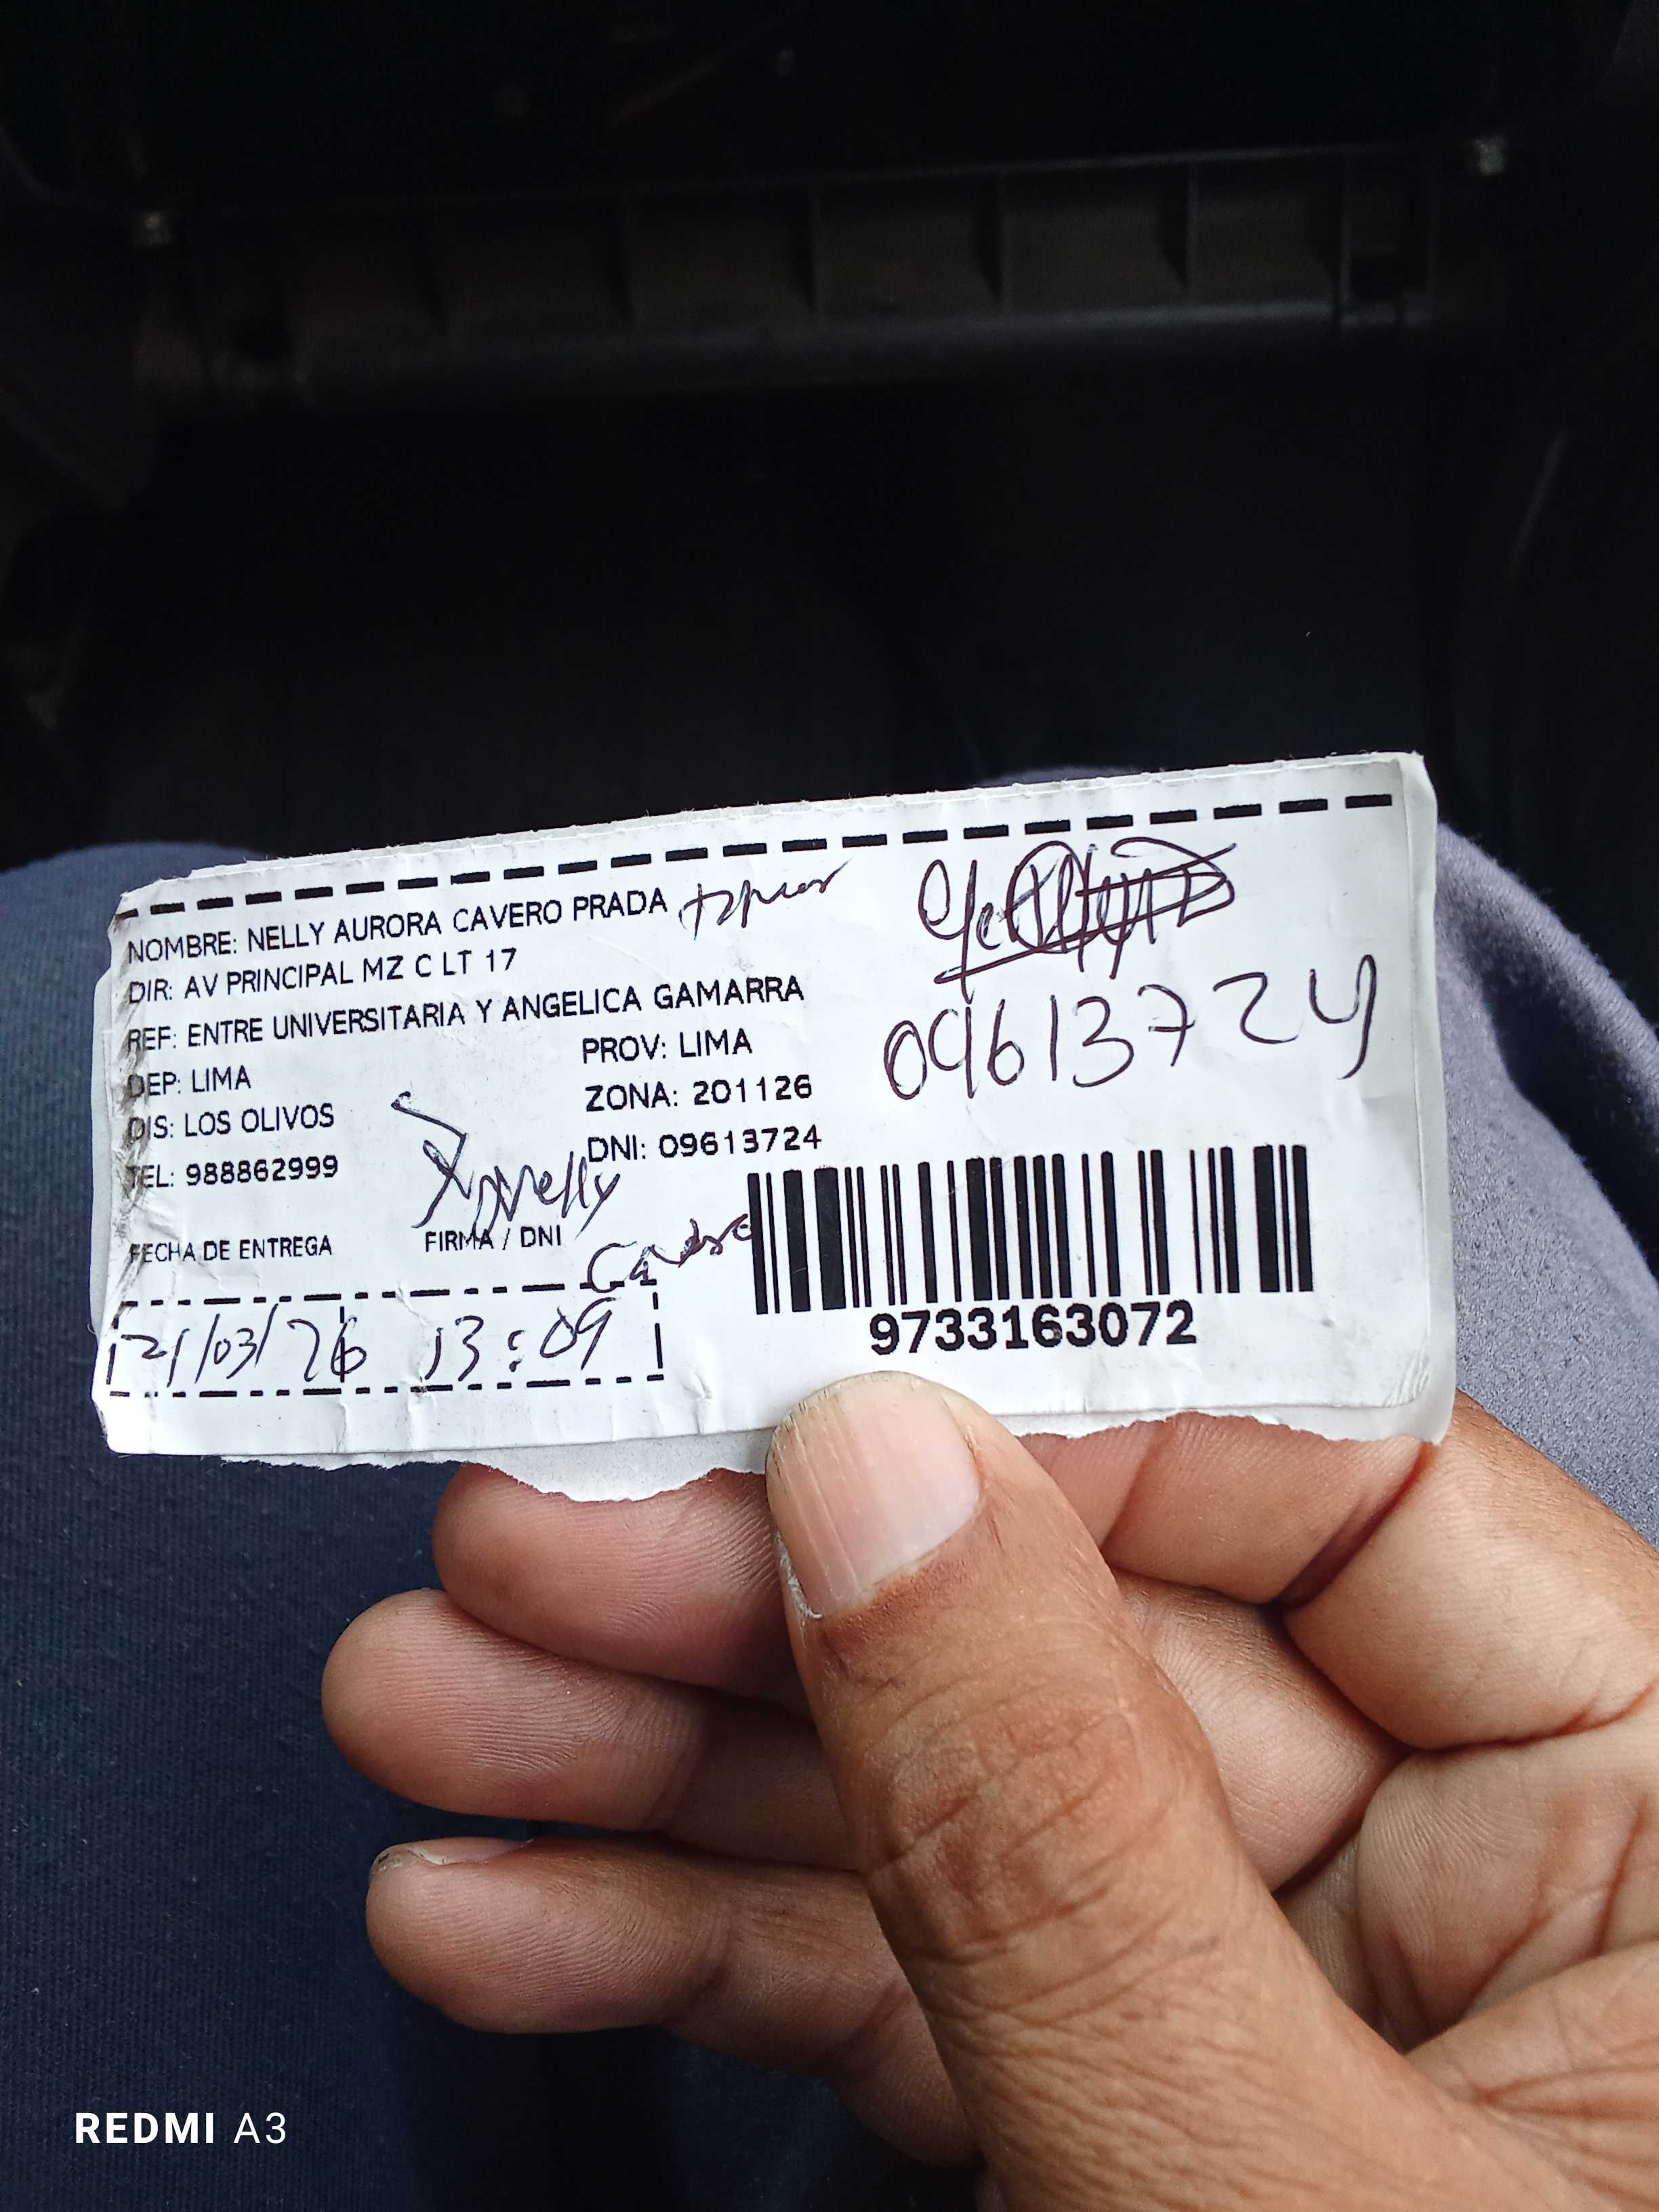 NOMBRE: NELLY AURORA CAVERO PRADA
DIR: AV PRINCIPAL MZ C LT 17
REF: ENTRE UNIVERSITARIA Y ANGELICA GAMARRA
DEP: LIMA PROV: LIMA
DIS: LOS OLIVOS ZONA: 201126
TEL: 988862999 DNI: 09613724
09613724
Nelly
Cavero
FECHA DE ENTREGA FIRMA / DNI
21/03/26 13:09
9733163072
REDMI A3